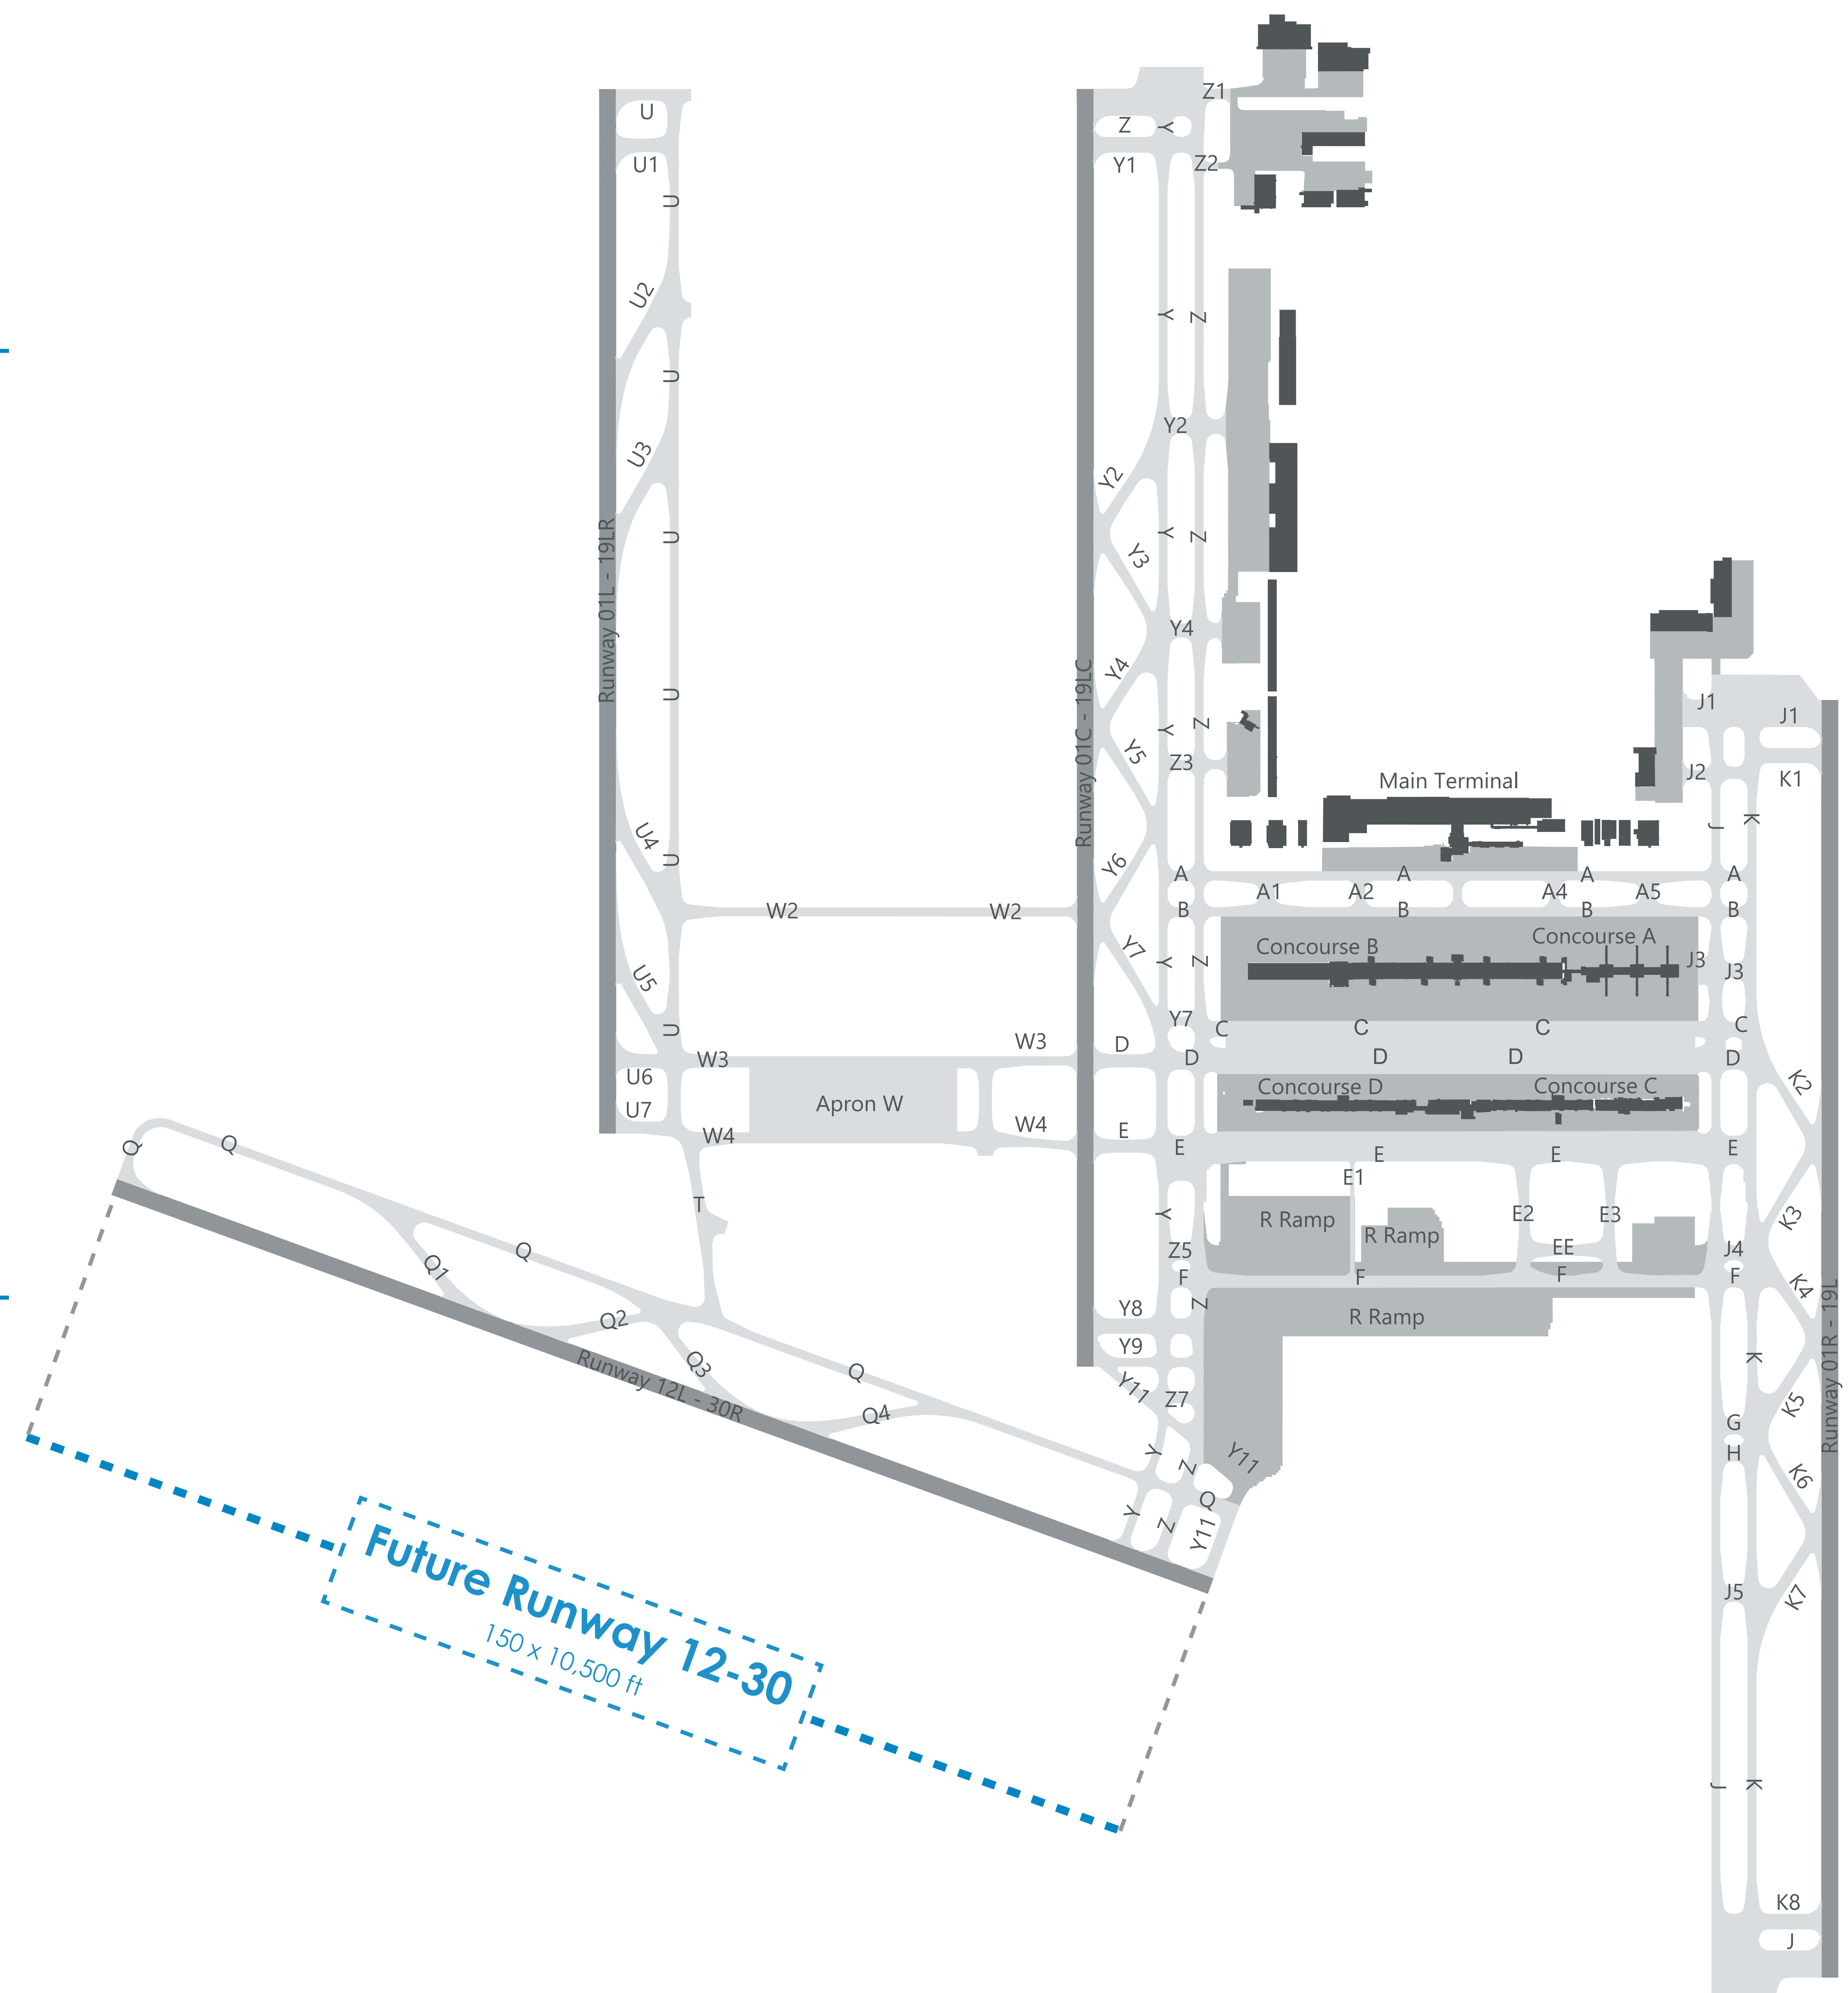 Z1
U
Z
Y
U1
Y1
Z2
U
U2
Y
Z
U
Y2
U3
Y2
U
Y
Z
Y3
Runway 01L - 19LR
Y4
Y4
U
J1
J1
Y
Z
Y5
Z3
Runway 01C - 19LC
Main Terminal
J2
K1
J
K
U4
U
Y6
A
A
A
A
A1
A2
A4
A5
W2
W2
B
B
B
B
Y7
Concourse B
Concourse A
Y
Z
J3
J3
U5
Y7
C
C
C
C
U
W3
D
W3
D
D
D
D
U6
U7
Apron W
Concourse D
Concourse C
K2
W4
W4
E
E
E
E
E
Q
Q
E1
T
Y
R Ramp
R Ramp
E2
E3
K3
Q
Z5
EE
J4
Q1
F
F
F
F
K4
Y8
Z
Q2
R Ramp
Y9
Runway 12L - 30R
Q3
Q
Y11
Z7
K
Runway 01R - 19L
K5
Q4
G
H
Y
Z
Y11
K6
Q
Y
Z
Y11
J5
K7
Future Runway 12-30
150 x 10,500 ft
J
K
K8
J